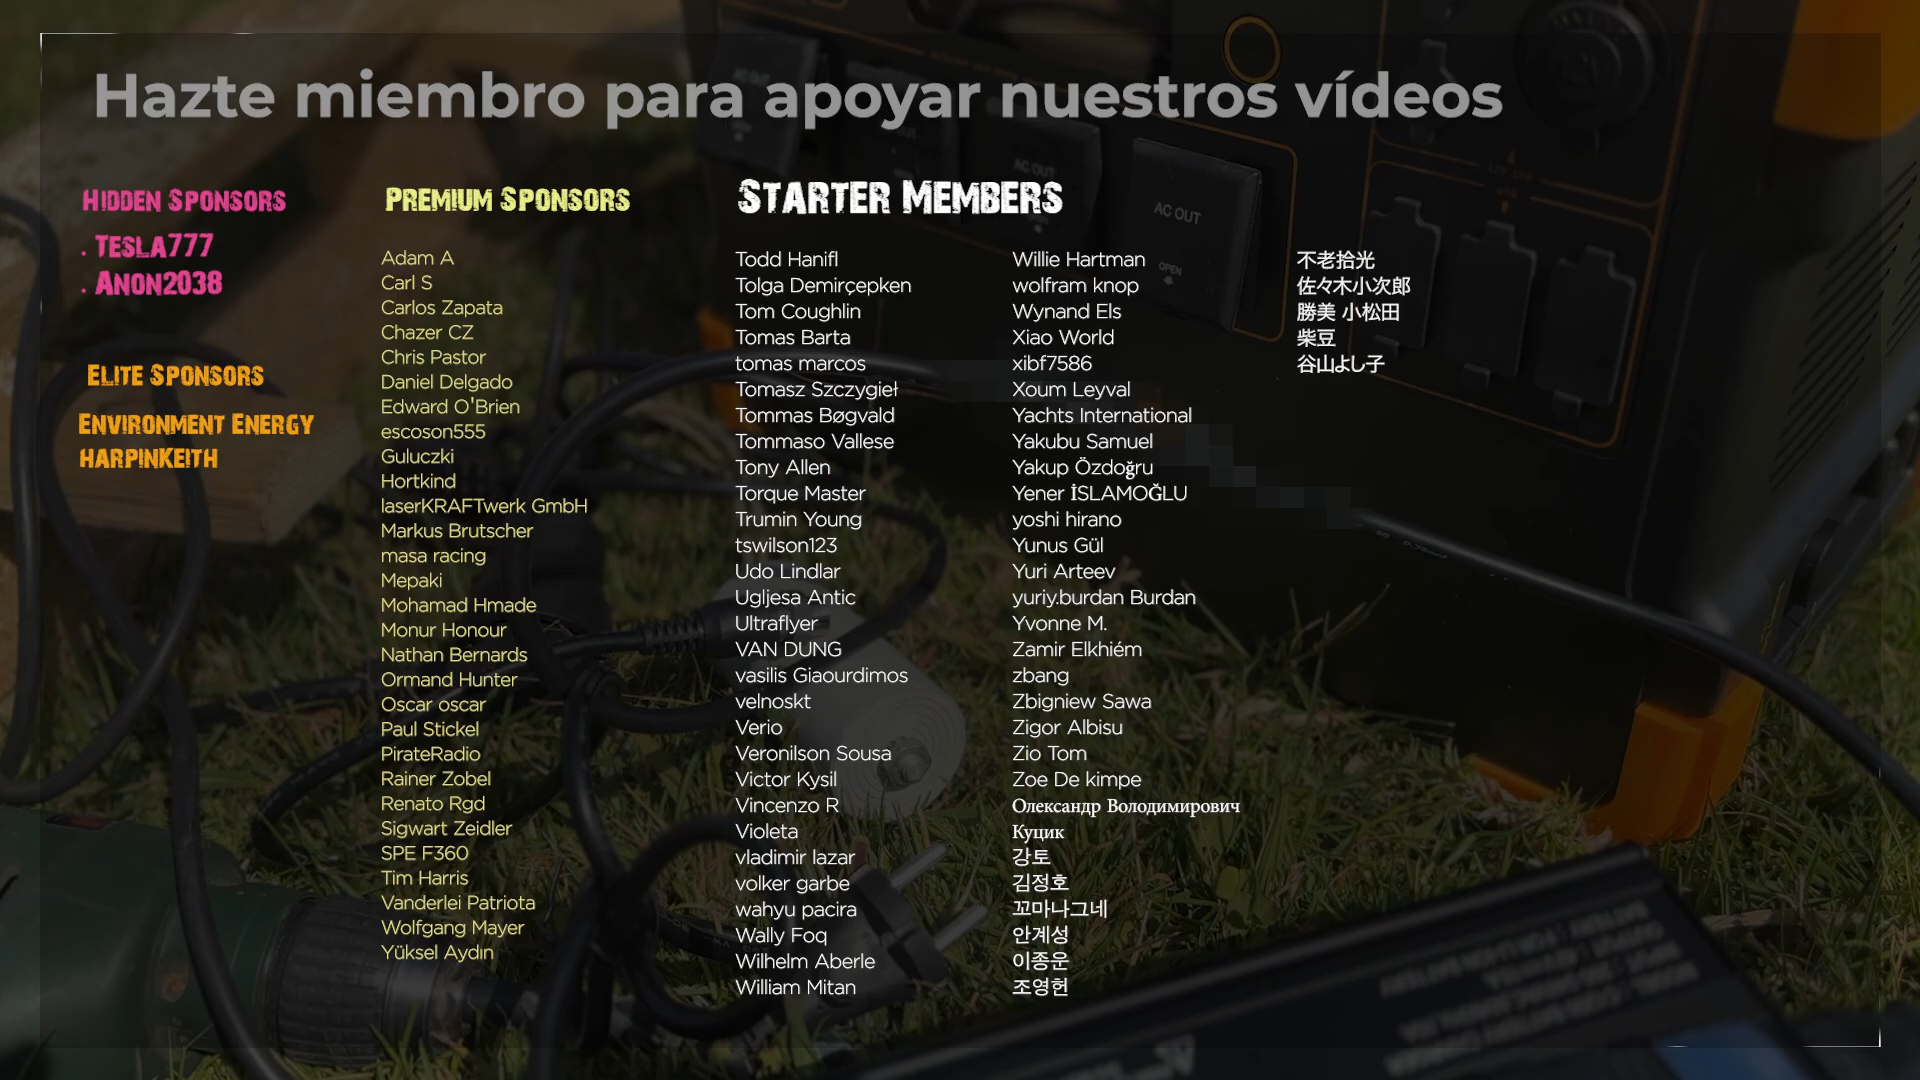 Hazte miembro para apoyar nuestros vídeos
Hidden Sponsors
. Tesla777
. Anon2038
Elite Sponsors
Environment Energy
HARPINKEITH
Premium Sponsors
Adam A
Carl S
Carlos Zapata
Chazer CZ
Chris Pastor
Daniel Delgado
Edward O'Brien
escoson555
Guluczki
Hortkind
laserKRAFTwerk GmbH
Markus Brutscher
masa racing
Mepaki
Mohamad Hmade
Monur Honour
Nathan Bernards
Ormand Hunter
Oscar oscar
Paul Stickel
PirateRadio
Rainer Zobel
Renato Rgd
Sigwart Zeidler
SPE F360
Tim Harris
Vanderlei Patriota
Wolfgang Mayer
Yüksel Aydın
Starter Members
Todd Hanifl
Tolga Demirçepken
Tom Coughlin
Tomas Barta
tomas marcos
Tomasz Szczygieł
Tommas Bøgvald
Tommaso Vallese
Tony Allen
Torque Master
Trumin Young
tswilson123
Udo Lindlar
Ugljesa Antic
Ultraflyer
VAN DUNG
vasilis Giaourdimos
velnoskt
Verio
Veronilson Sousa
Victor Kysil
Vincenzo R
Violeta
vladimir lazar
volker garbe
wahyu pacira
Wally Foq
Wilhelm Aberle
William Mitan
Willie Hartman
wolfram knop
Wynand Els
Xiao World
xibf7586
Xoum Leyval
Yachts International
Yakubu Samuel
Yakup Özdoğru
Yener İSLAMOĞLU
yoshi hirano
Yunus Gül
Yuri Arteev
yuriy.burdan Burdan
Yvonne M.
Zamir Elkhiém
zbang
Zbigniew Sawa
Zigor Albisu
Zio Tom
Zoe De kimpe
Олександр Володимирович
Куцик
강토
김정호
꼬마나그네
안계성
이종운
조영헌
不老拾光
佐々木小次郎
勝美 小松田
柴豆
谷山よし子
AC OUT
AC OUT
AC OUT
OPEN